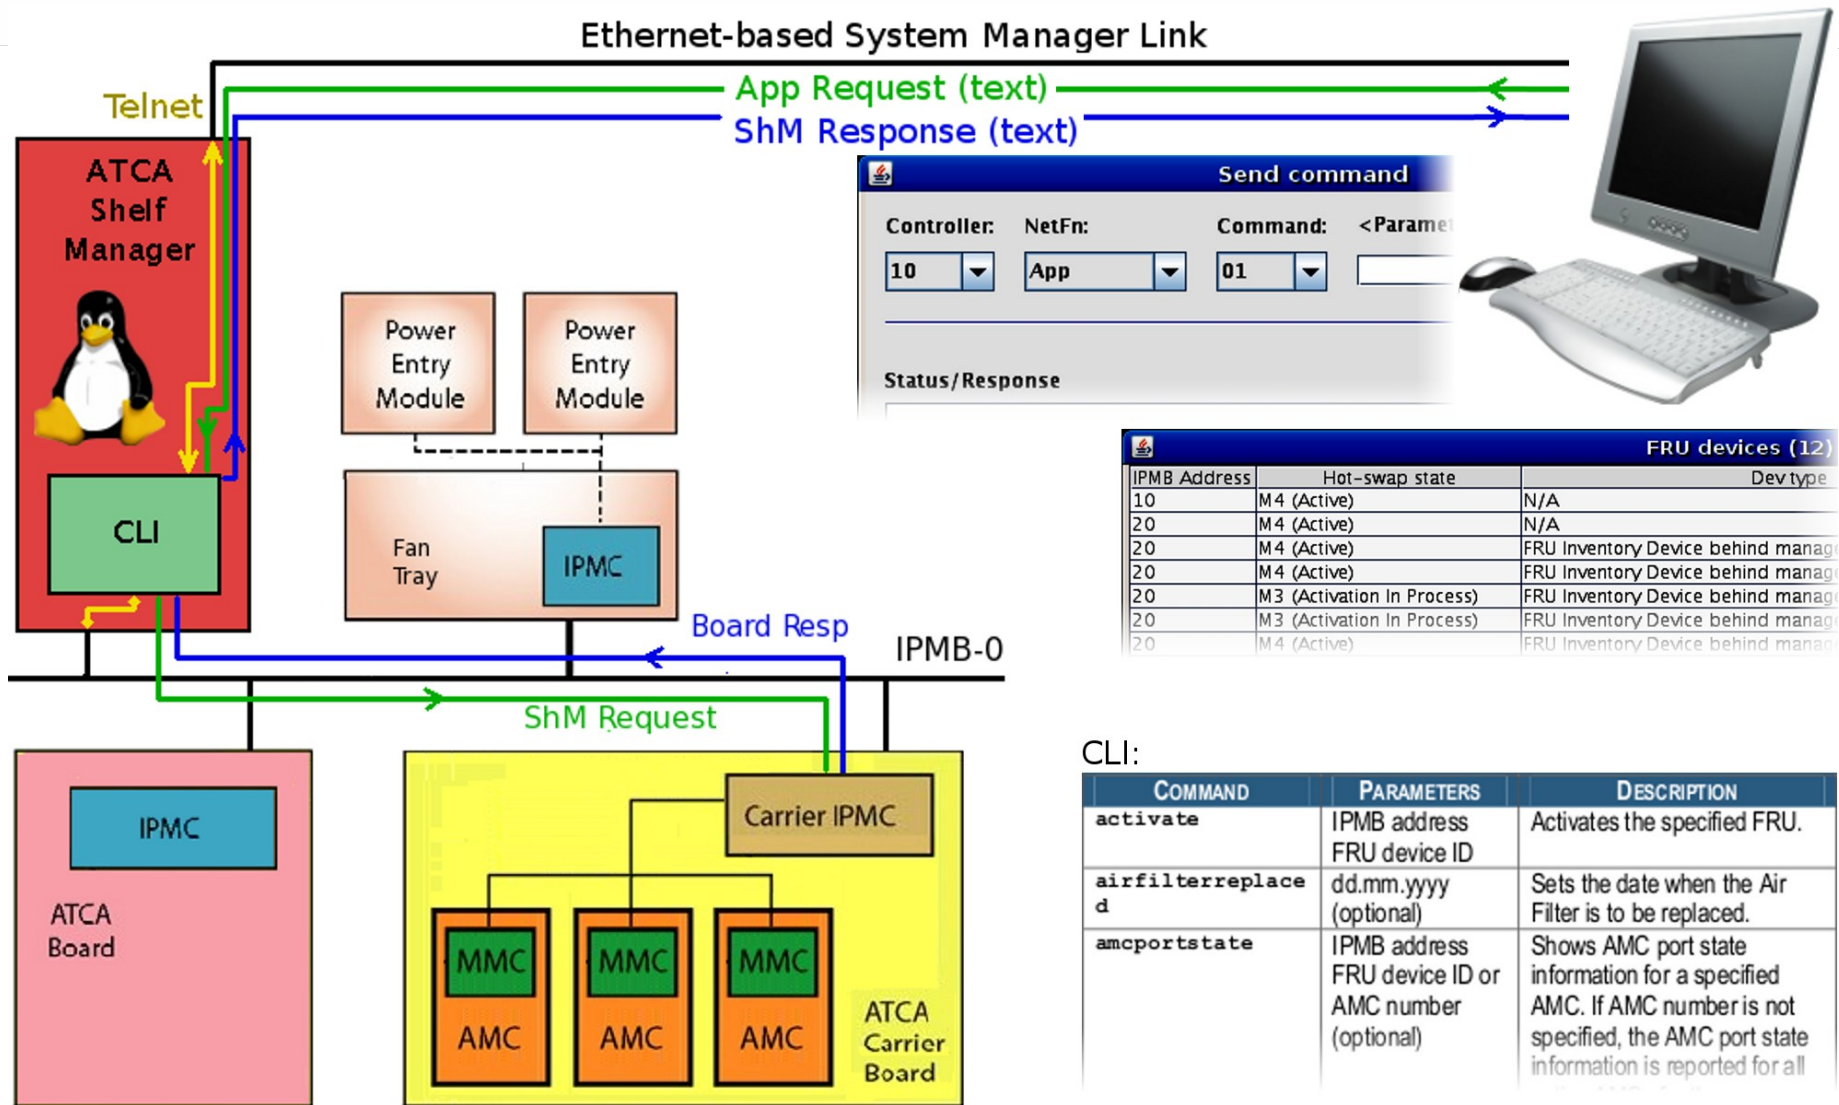 Ethernet-based System Manager Link
App Request (text)
Telnet
ShM Response (text)
ATCA
Shelf
Manager
CLI
Power
Entry
Module
Power
Entry
Module
Fan
Tray
IPMC
Board Resp
IPMB-0
ShM Request
IPMC
ATCA
Board
Carrier IPMC
MMC
AMC
MMC
AMC
MMC
AMC
ATCA
Carrier
Board
Send command
Controller: NetFn: Command: <Parame
10 App 01
Status/Response
FRU devices (12)
IPMB Address Hot-swap state Dev type
10 M4 (Active) N/A
20 M4 (Active) N/A
20 M4 (Active) FRU Inventory Device behind manag
20 M4 (Active) FRU Inventory Device behind manag
20 M3 (Activation In Process) FRU Inventory Device behind manag
20 M3 (Activation In Process) FRU Inventory Device behind manag
20 M4 (Active) FRU Inventory Device behind manag
CLI:
COMMAND PARAMETERS DESCRIPTION
activate IPMB address Activates the specified FRU.
FRU device ID
airfilterreplace dd.mm.yyyy Sets the date when the Air
d (optional) Filter is to be replaced.
amcportstate IPMB address Shows AMC port state
FRU device ID or information for a specified
AMC number AMC. If AMC number is not
(optional) specified, the AMC port state
information is reported for all